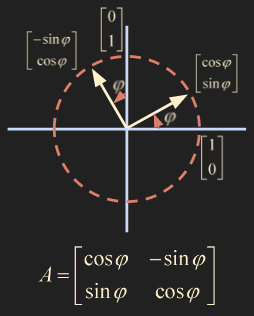 [0
1]
[−sin φ
cos φ]
[cos φ
sin φ]
φ
φ
[1
0]
A = [cos φ −sin φ
sin φ cos φ]